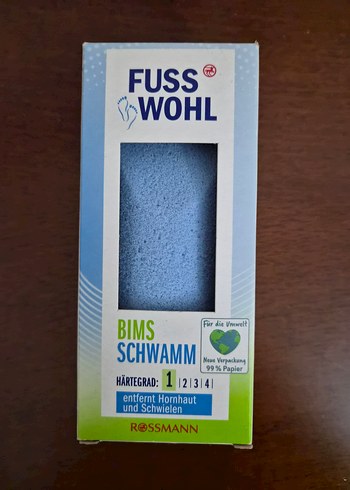 FUSS
WOHL
BIMS
SCHWAMM
HÄRTEGRAD: 1 |2|3|4|
entfernt Hornhaut
und Schwielen
Für die Umwelt
Neue Verpackung
99% Papier
ROSSMANN